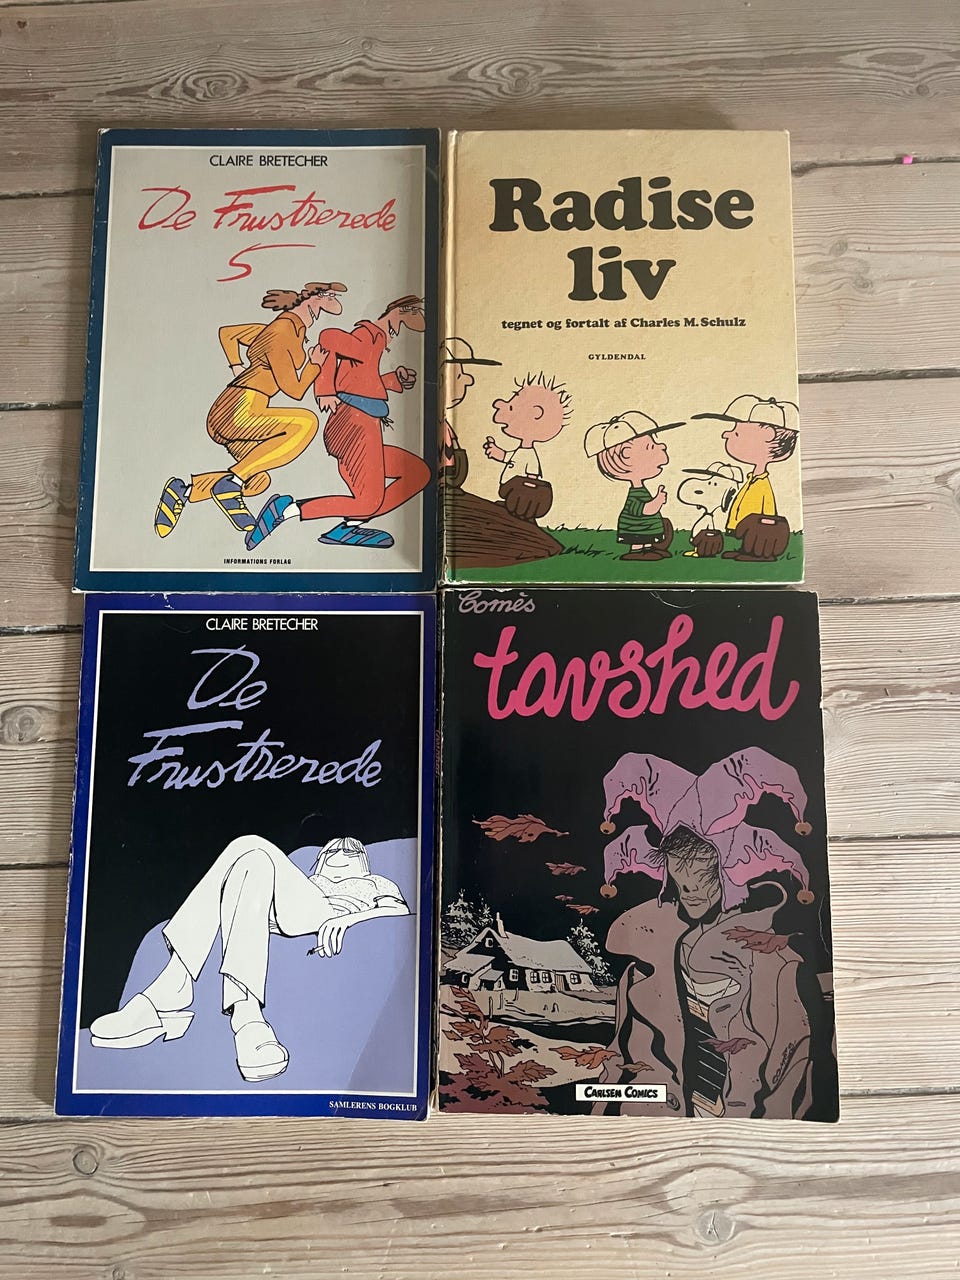 CLAIRE BRETECHER
De Frustrerede
5
INFORMATIONS FORLAG
Radise
liv
tegnet og fortalt af Charles M. Schulz
GYLDENDAL
CLAIRE BRETECHER
De
Frustrerede
SAMLERENS BOGKLUB
Comès
tavshed
CARLSEN COMICS